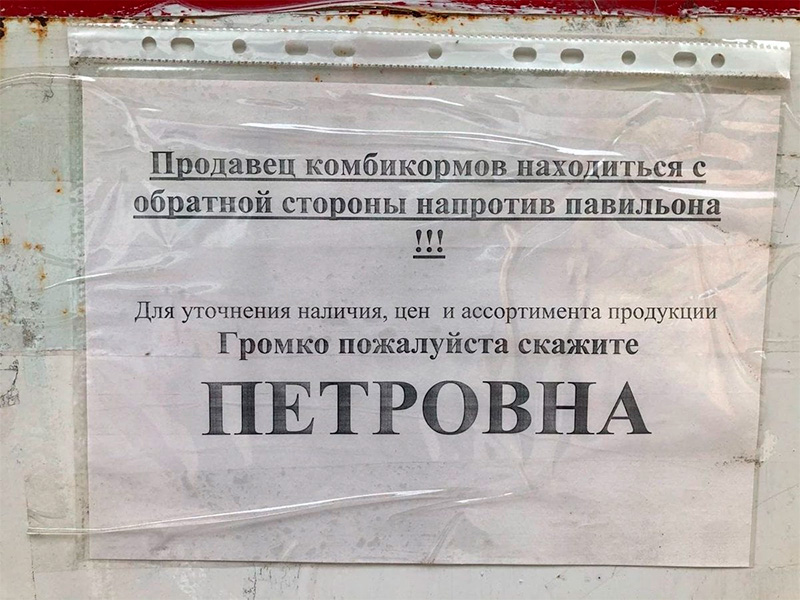 Продавец комбикормов находиться с
обратной стороны напротив павильона
!!!
Для уточнения наличия, цен и ассортимента продукции
Громко пожалуйста скажите
ПЕТРОВНА